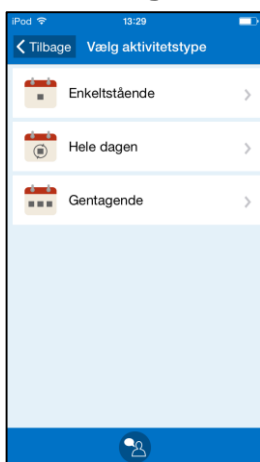 iPod 13:29
Tilbage Vælg aktivitetstype
Enkeltstående
Hele dagen
Gentagende